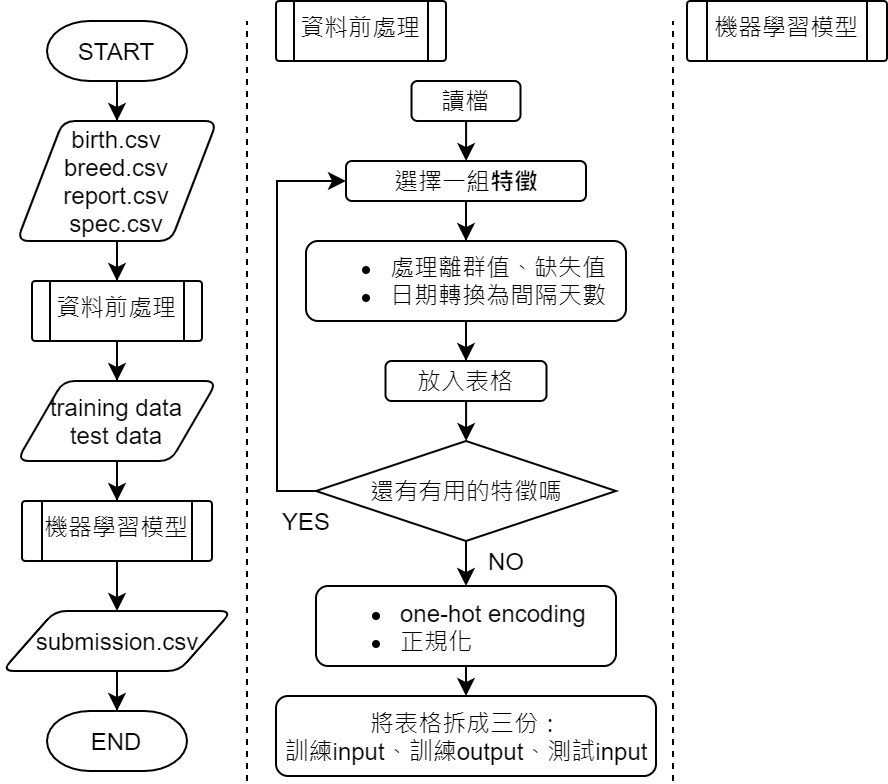 START
birth.csv
breed.csv
report.csv
spec.csv
資料前處理
training data
test data
機器學習模型
submission.csv
END
資料前處理
讀檔
選擇一組特徵
• 處理離群值、缺失值
• 日期轉換為間隔天數
放入表格
還有有用的特徵嗎
YES
NO
• one-hot encoding
• 正規化
將表格拆成三份：
訓練input、訓練output、測試input
機器學習模型